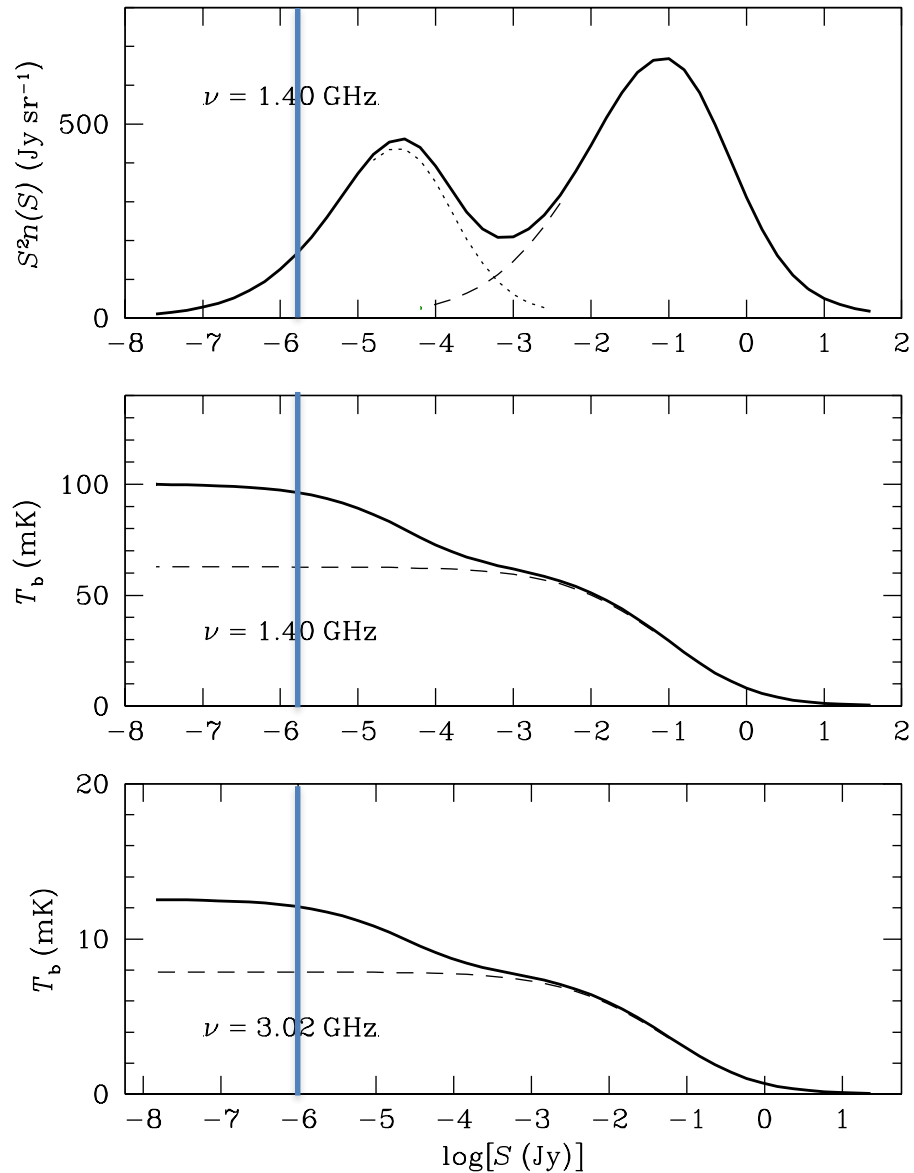 S²n(S) (Jy sr⁻¹)
500
0
ν = 1.40 GHz
−8 −7 −6 −5 −4 −3 −2 −1 0 1 2
T_b (mK)
100
50
0
ν = 1.40 GHz
−8 −7 −6 −5 −4 −3 −2 −1 0 1 2
T_b (mK)
20
10
0
ν = 3.02 GHz
−8 −7 −6 −5 −4 −3 −2 −1 0 1
log[S (Jy)]